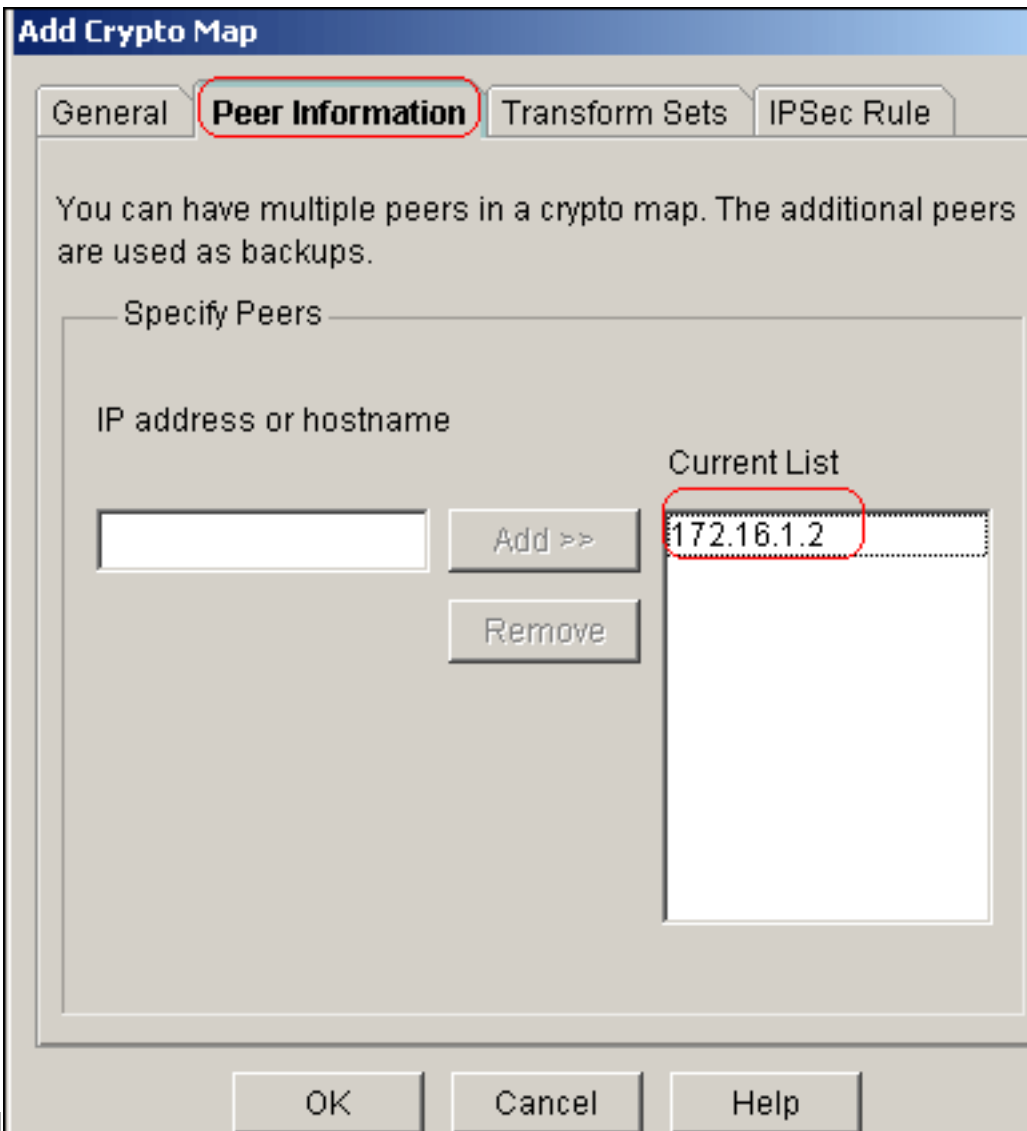 Add Crypto Map
General Peer Information Transform Sets IPSec Rule
You can have multiple peers in a crypto map. The additional peers
are used as backups.
Specify Peers
IP address or hostname
Current List
Add >>
172.16.1.2
Remove
OK Cancel Help